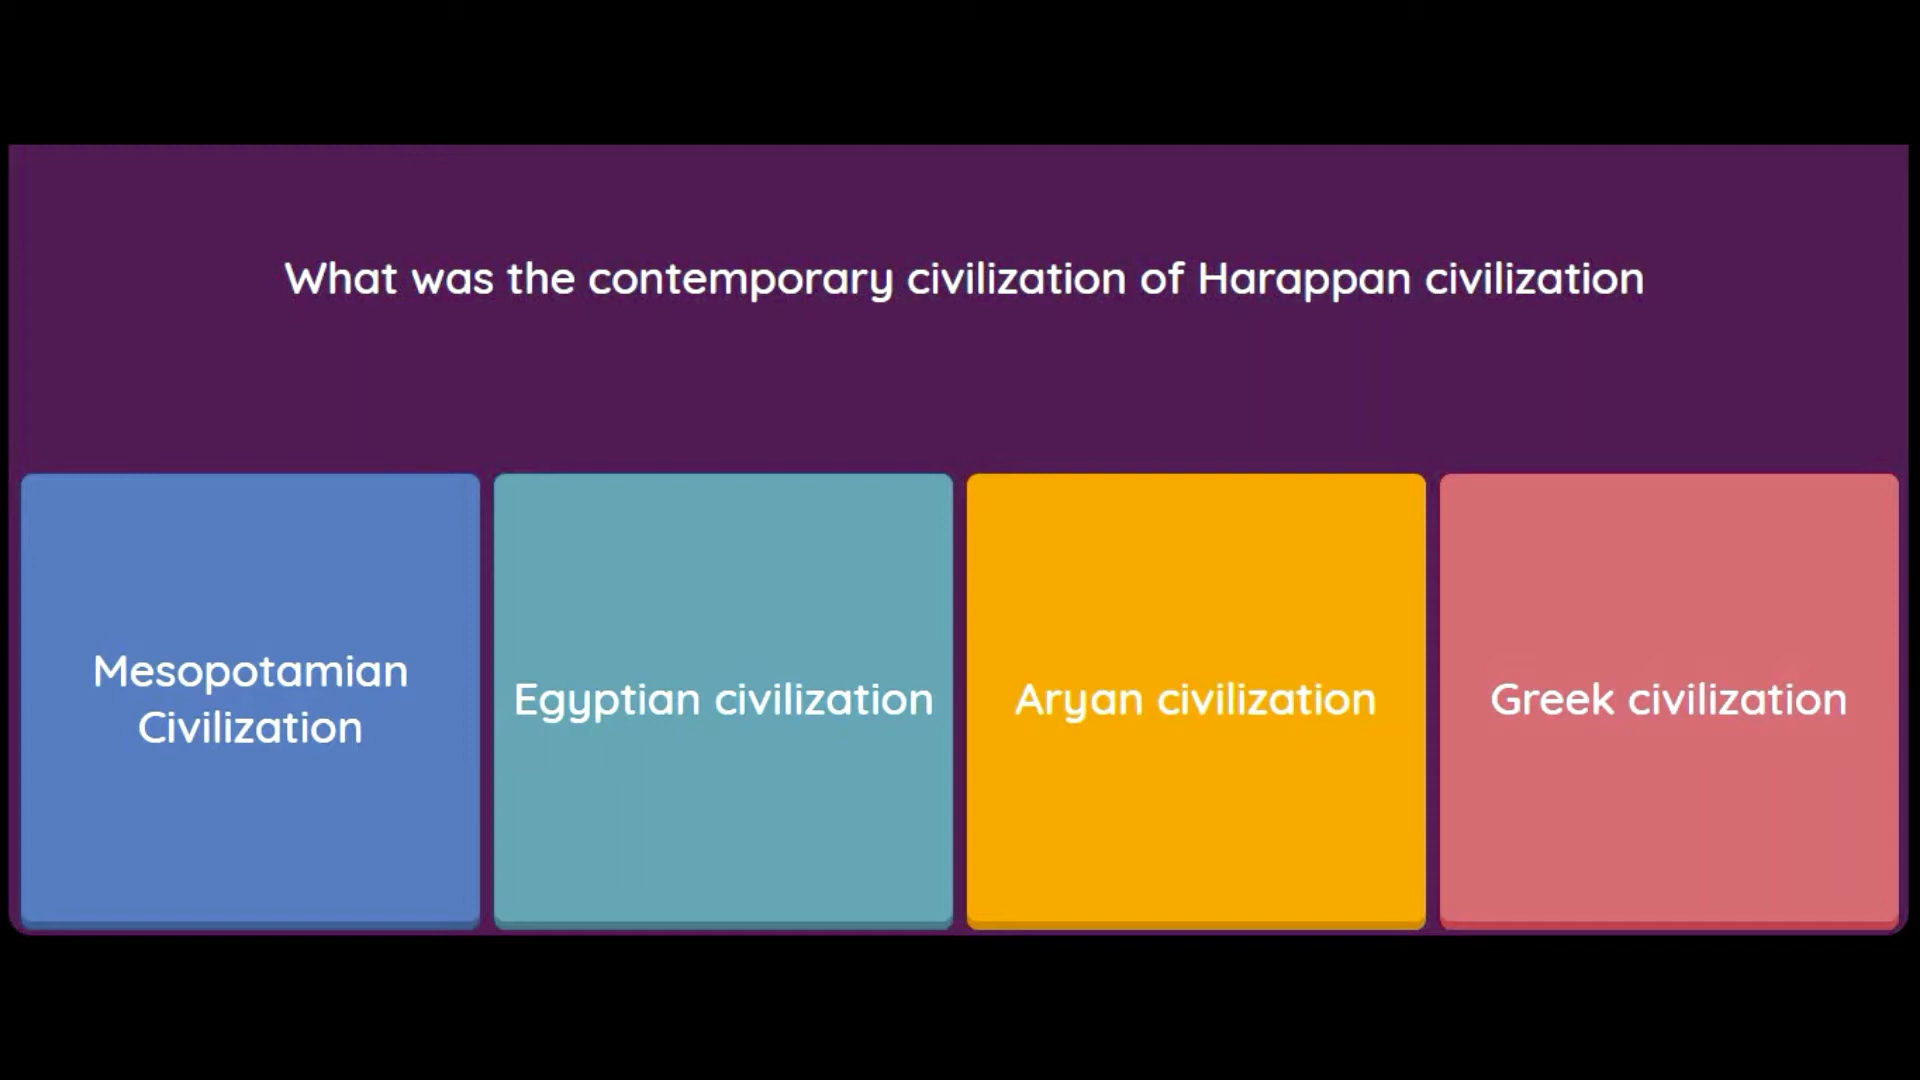 What was the contemporary civilization of Harappan civilization
Mesopotamian
Civilization
Egyptian civilization
Aryan civilization
Greek civilization